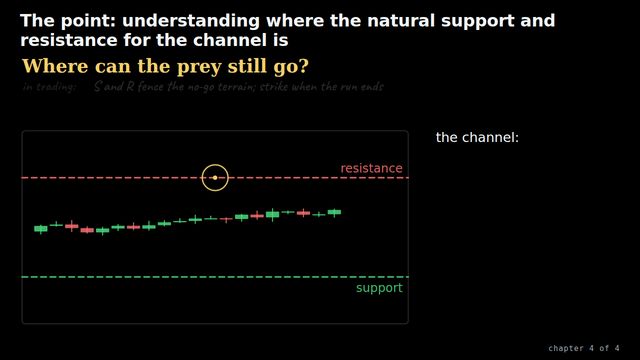 The point: understanding where the natural support and
resistance for the channel is
Where can the prey still go?
in trading: S and R fence the no-go terrain; strike when the run ends
the channel:
resistance
support
chapter 4 of 4